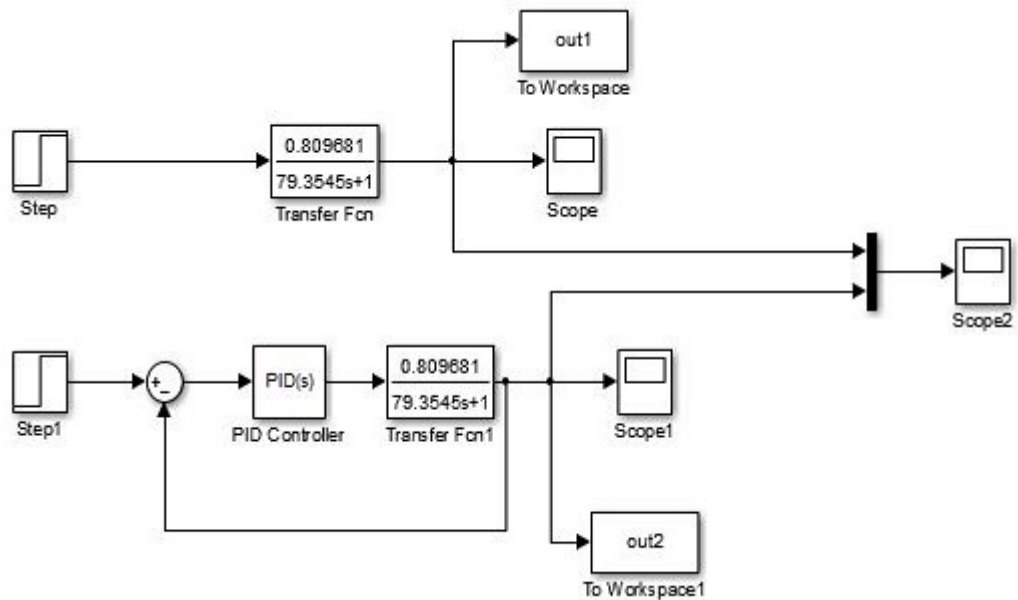 out1
To Workspace
Step
0.809681
79.3545s+1
Transfer Fcn
Scope
Scope2
Step1
+
−
PID(s)
PID Controller
0.809681
79.3545s+1
Transfer Fcn1
Scope1
out2
To Workspace1